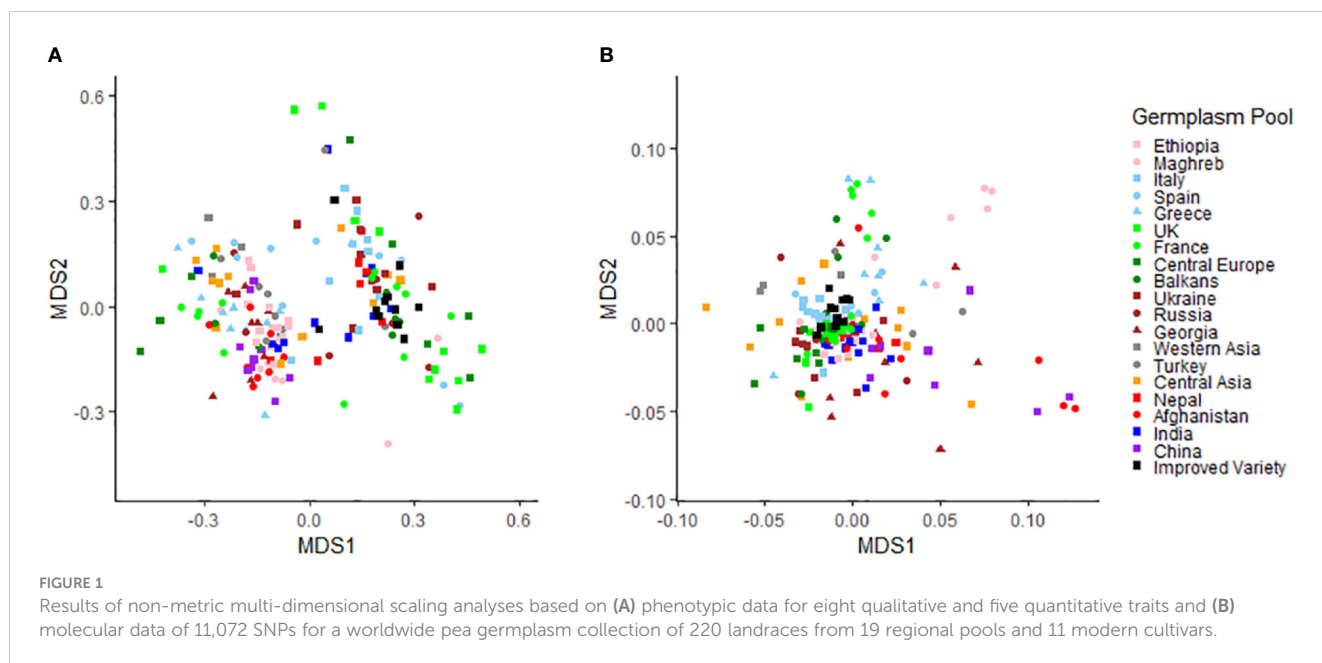 A
B
0.6
0.3
0.0
-0.3
MDS2
-0.3
0.0
0.3
0.6
MDS1
0.10
0.05
0.00
-0.05
-0.10
MDS2
-0.10
-0.05
0.00
0.05
0.10
MDS1
Germplasm Pool
Ethiopia
Maghreb
Italy
Spain
Greece
UK
France
Central Europe
Balkans
Ukraine
Russia
Georgia
Western Asia
Turkey
Central Asia
Nepal
Afghanistan
India
China
Improved Variety
FIGURE 1
Results of non-metric multi-dimensional scaling analyses based on (A) phenotypic data for eight qualitative and five quantitative traits and (B)
molecular data of 11,072 SNPs for a worldwide pea germplasm collection of 220 landraces from 19 regional pools and 11 modern cultivars.